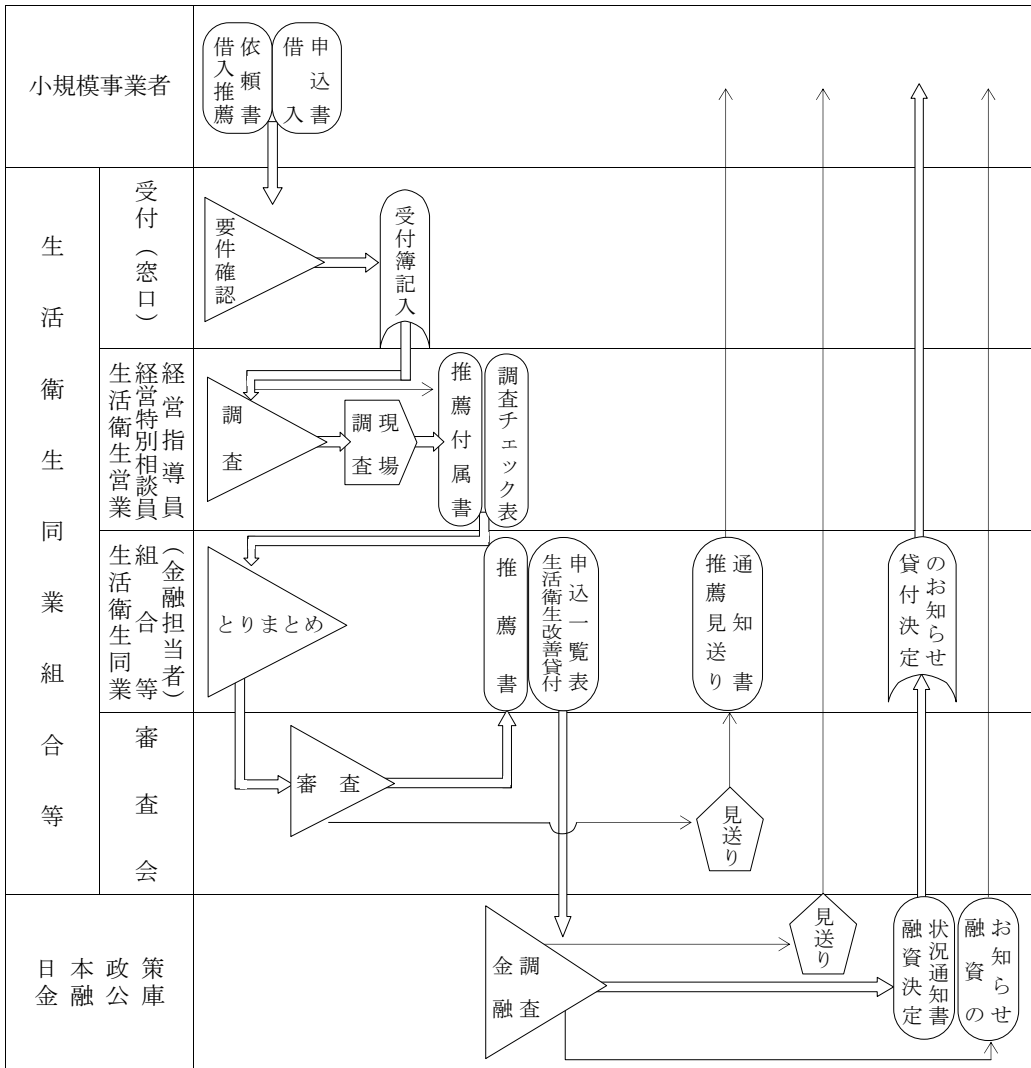 小規模事業者
借入推薦
依頼書
借入
申込書
生活衛生同業組合等
受付（窓口）
要件確認
受付簿記入
経営指導員
経営特別相談員
生活衛生営業
調査
現場
調査
推薦付属書
調査チェック表
（金融担当者）
組合等
生活衛生同業
とりまとめ
推薦書
生活衛生改善貸付
申込一覧表
推薦見送り
通知書
貸付決定
のお知らせ
審査会
審査
見送り
日本政策
金融公庫
金融
調査
見送り
融資決定
状況通知書
融資の
お知らせ